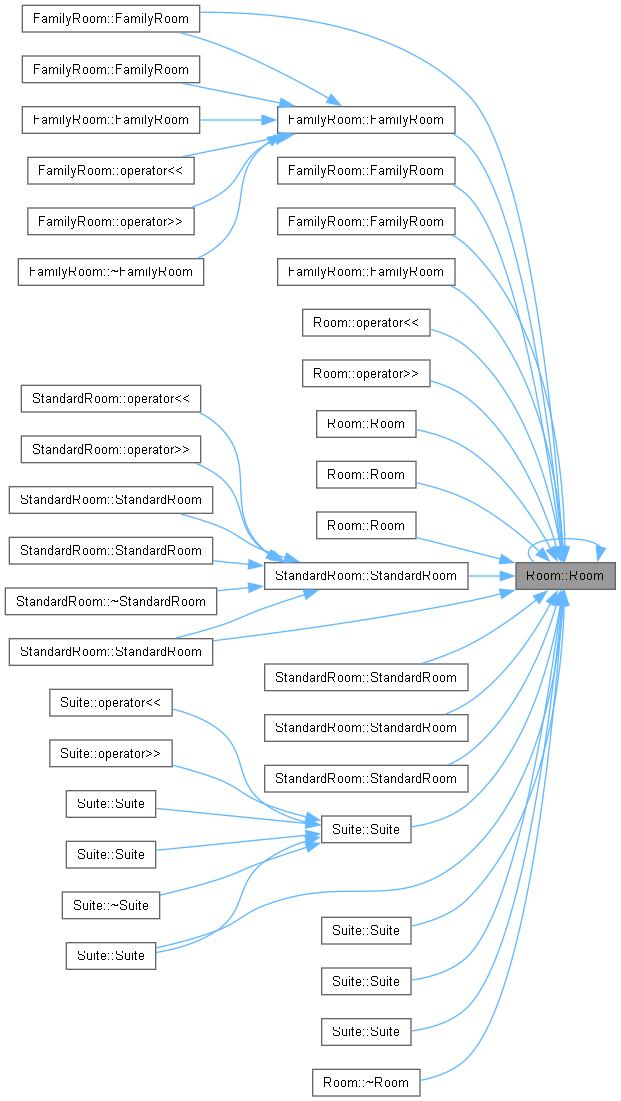 FamilyRoom::FamilyRoom
FamilyRoom::FamilyRoom
FamilyRoom::FamilyRoom
FamilyRoom::operator<<
FamilyRoom::operator>>
FamilyRoom::~FamilyRoom
FamilyRoom::FamilyRoom
FamilyRoom::FamilyRoom
FamilyRoom::FamilyRoom
FamilyRoom::FamilyRoom
Room::operator<<
Room::operator>>
Room::Room
Room::Room
Room::Room
StandardRoom::operator<<
StandardRoom::operator>>
StandardRoom::StandardRoom
StandardRoom::StandardRoom
StandardRoom::~StandardRoom
StandardRoom::StandardRoom
StandardRoom::StandardRoom
Room::Room
StandardRoom::StandardRoom
StandardRoom::StandardRoom
StandardRoom::StandardRoom
Suite::operator<<
Suite::operator>>
Suite::Suite
Suite::Suite
Suite::~Suite
Suite::Suite
Suite::Suite
Suite::Suite
Suite::Suite
Suite::Suite
Room::~Room